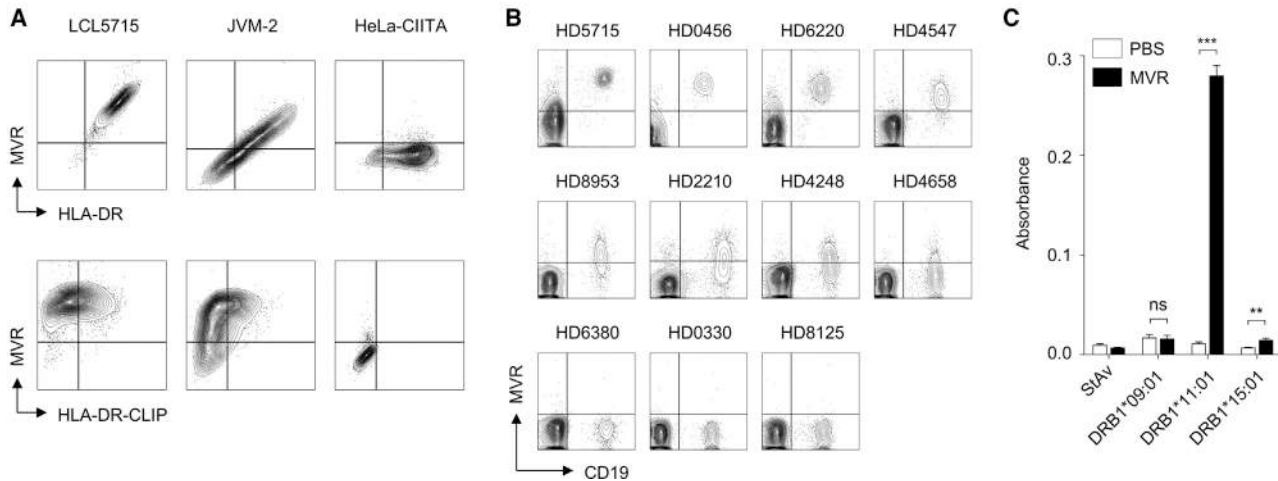 A
LCL5715 JVM-2 HeLa-CIITA
MVR
HLA-DR
MVR
HLA-DR-CLIP
B
HD5715 HD0456 HD6220 HD4547
HD8953 HD2210 HD4248 HD4658
HD6380 HD0330 HD8125
MVR
CD19
C
PBS
MVR
***
0.3
0.2
0.1
0.0
Absorbance
ns
**
StAv
DRB1*09:01
DRB1*11:01
DRB1*15:01